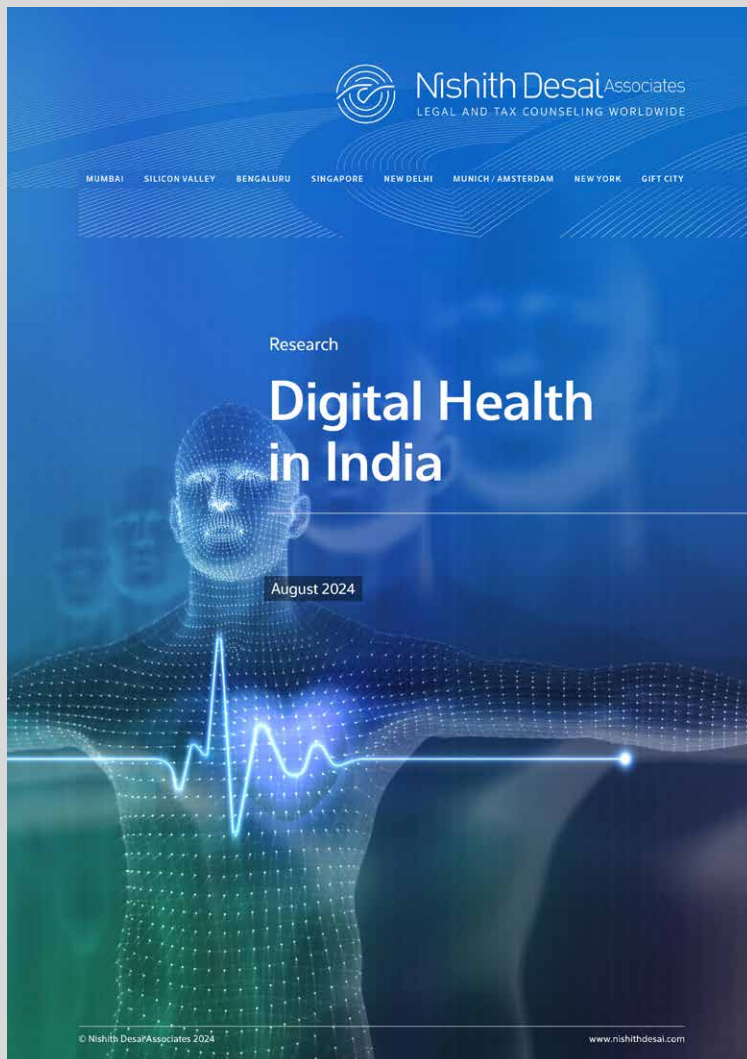 Nishith Desai Associates
LEGAL AND TAX COUNSELING WORLDWIDE
MUMBAI SILICON VALLEY BENGALURU SINGAPORE NEW DELHI MUNICH / AMSTERDAM NEW YORK GIFT CITY
Research
Digital Health
in India
August 2024
© Nishith Desai Associates 2024 www.nishithdesai.com